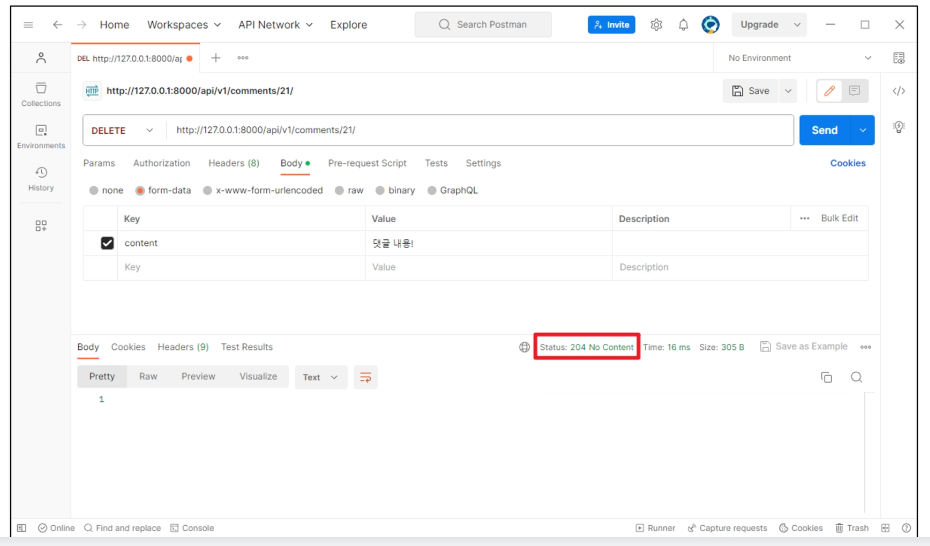 Home Workspaces API Network Explore Search Postman Invite Upgrade
DEL http://127.0.0.1:8000/ap No Environment
HTTP http://127.0.0.1:8000/api/v1/comments/21/ Save
DELETE http://127.0.0.1:8000/api/v1/comments/21/ Send
Params Authorization Headers (8) Body Pre-request Script Tests Settings Cookies
none form-data x-www-form-urlencoded raw binary GraphQL
Key Value Description Bulk Edit
content 댓글 내용!
Key Value Description
Collections
Environments
History
Body Cookies Headers (9) Test Results Status: 204 No Content Time: 16 ms Size: 305 B Save as Example
Pretty Raw Preview Visualize Text
1
Online Find and replace Console Runner Capture requests Cookies Trash